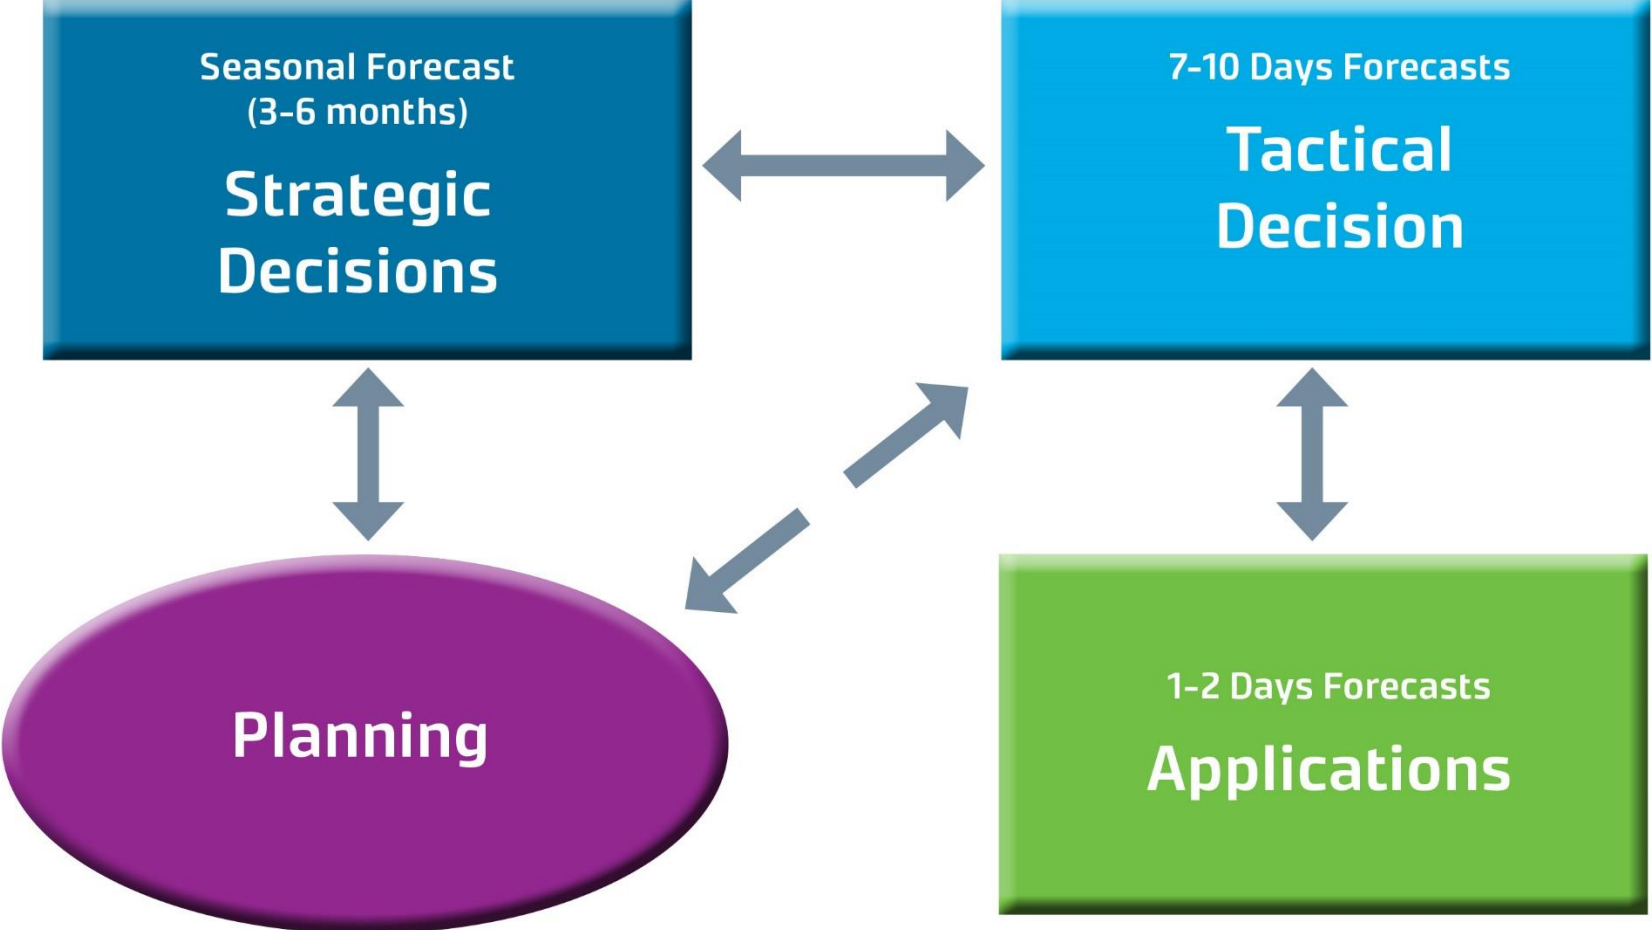 Seasonal Forecast
(3-6 months)
Strategic
Decisions
7-10 Days Forecasts
Tactical
Decision
Planning
1-2 Days Forecasts
Applications